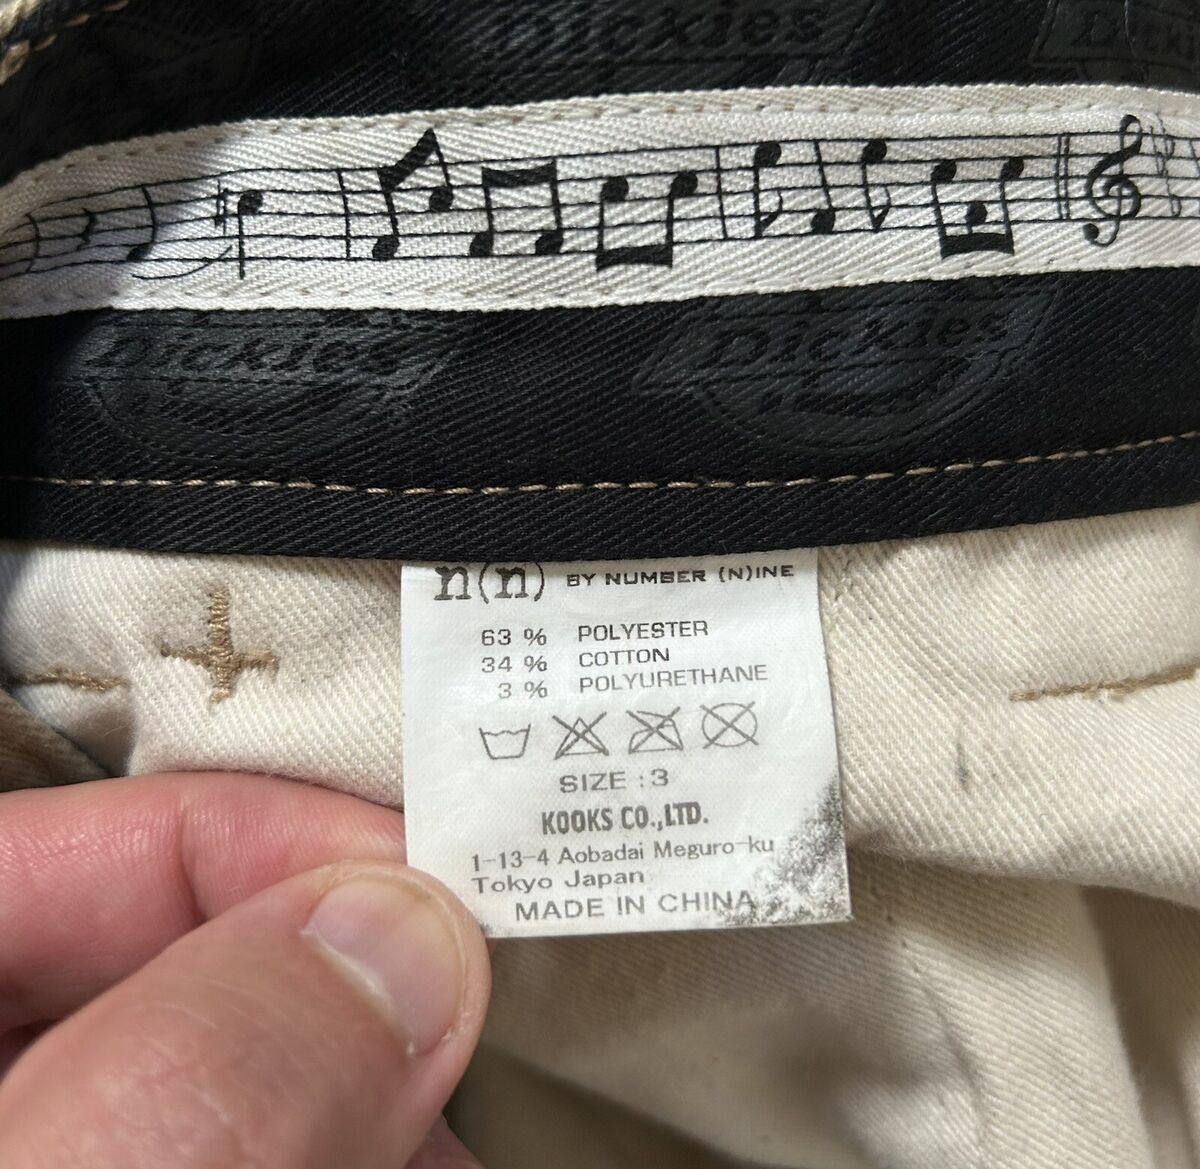 Dickies
Dickies
Dickies
n(n) BY NUMBER (N)INE
63 % POLYESTER
34 % COTTON
3 % POLYURETHANE
SIZE : 3
KOOKS CO.,LTD.
1-13-4 Aobadai Meguro-ku
Tokyo Japan
MADE IN CHINA